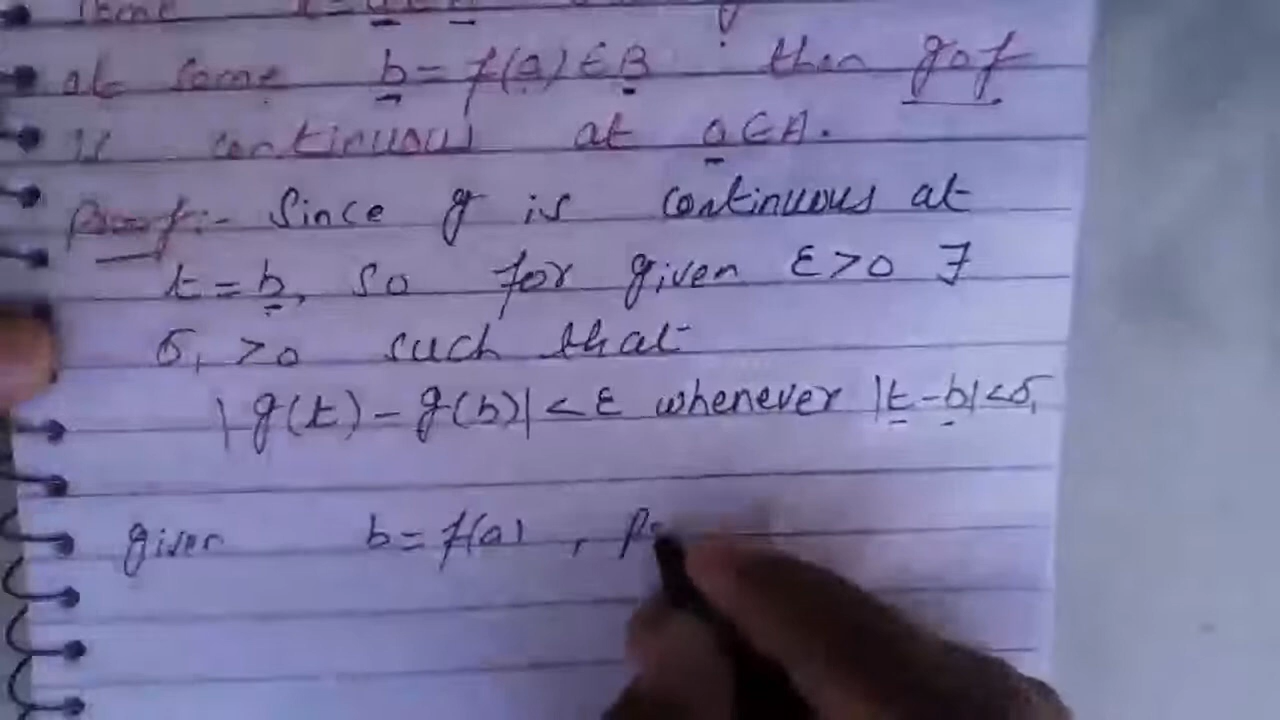 at some b = f(a) ∈ B then gof
is continuous at a ∈ A.
Proof:- Since g is continuous at
t = b, so for given ε > 0 ∃
δ₁ > 0 such that
|g(t) - g(b)| < ε whenever |t - b| < δ₁
given b = f(a),